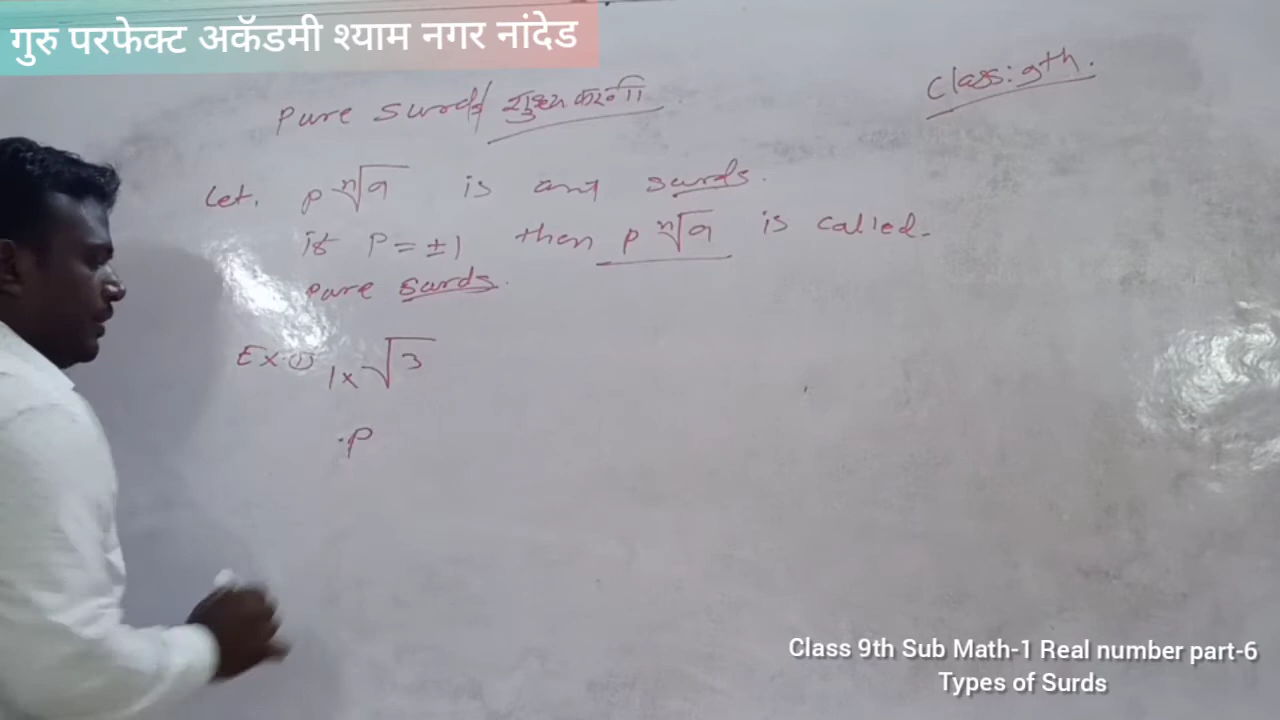 गुरु परफेक्ट अकॅडमी श्याम नगर नांदेड
Class: 9th.
Pure Surds/ शुद्ध करणी
Let, p ⁿ√a is any surds.
if P = ±1 then p ⁿ√a is called
pure surds.
Ex. ① 1 x √3
P
Class 9th Sub Math-1 Real number part-6
Types of Surds